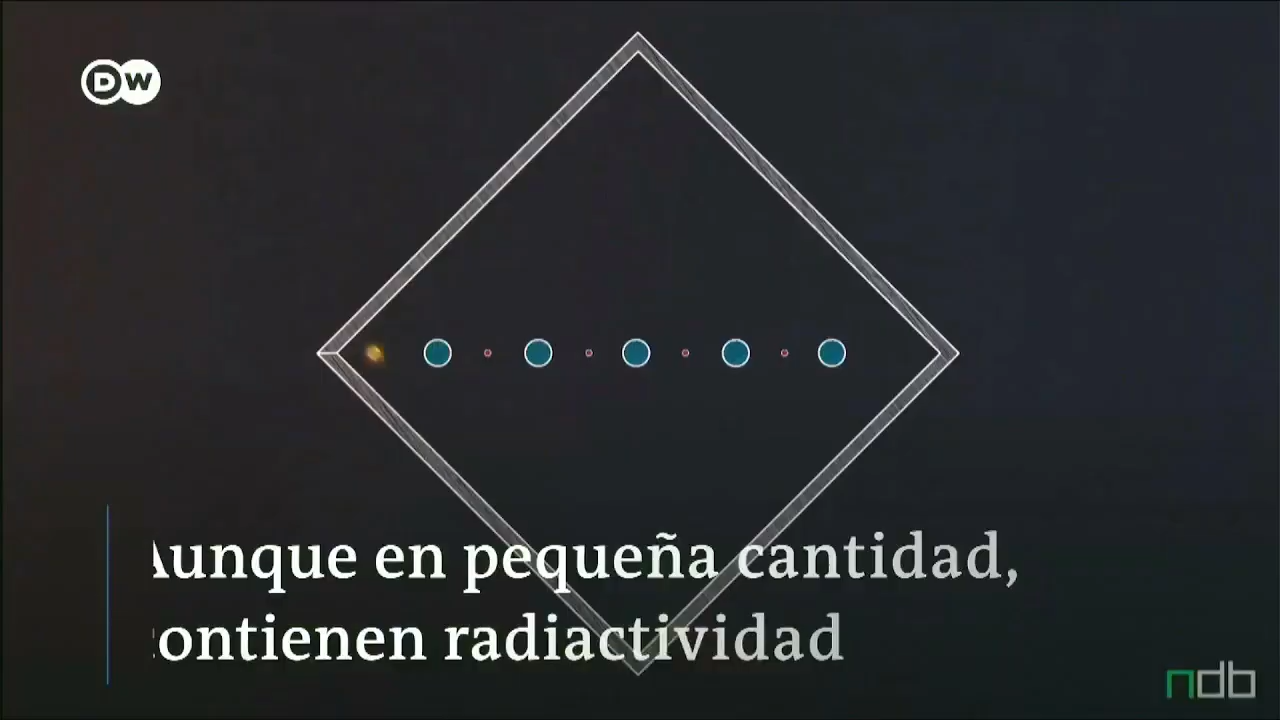 DW
Aunque en pequeña cantidad,
contienen radiactividad
ndb